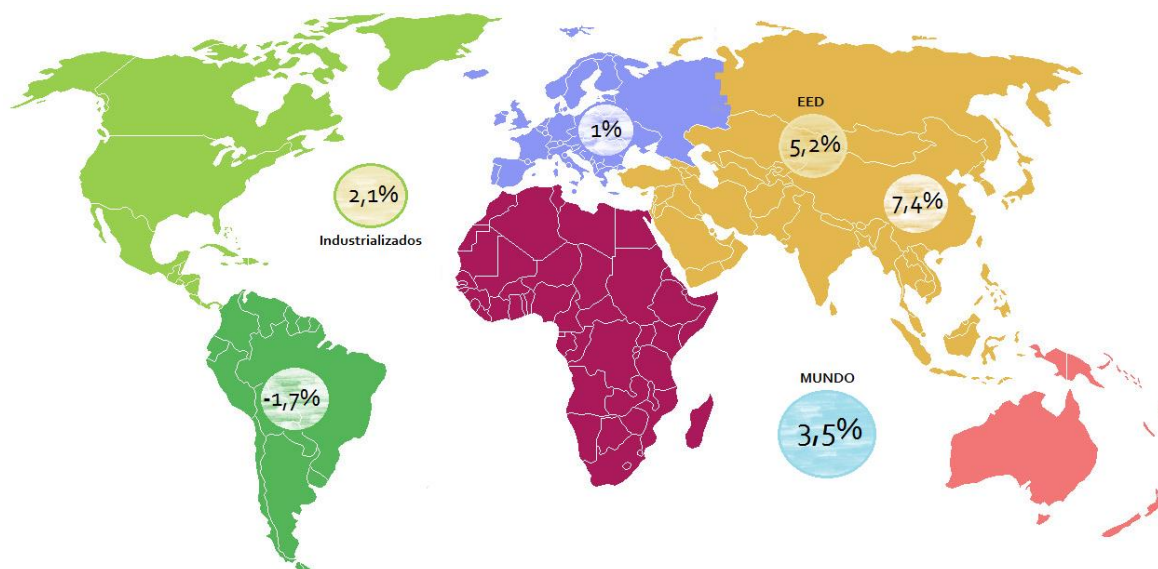 EED
1%
5,2%
2,1%
7,4%
Industrializados
-1,7%
MUNDO
3,5%